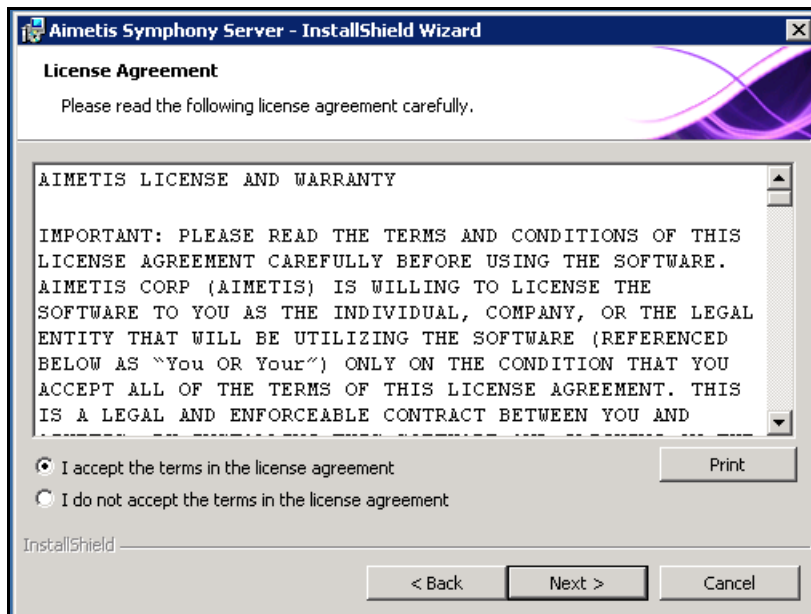 Aimetis Symphony Server - InstallShield Wizard
License Agreement
Please read the following license agreement carefully.
AIMETIS LICENSE AND WARRANTY
IMPORTANT: PLEASE READ THE TERMS AND CONDITIONS OF THIS
LICENSE AGREEMENT CAREFULLY BEFORE USING THE SOFTWARE.
AIMETIS CORP (AIMETIS) IS WILLING TO LICENSE THE
SOFTWARE TO YOU AS THE INDIVIDUAL, COMPANY, OR THE LEGAL
ENTITY THAT WILL BE UTILIZING THE SOFTWARE (REFERENCED
BELOW AS “You OR Your”) ONLY ON THE CONDITION THAT YOU
ACCEPT ALL OF THE TERMS OF THIS LICENSE AGREEMENT. THIS
IS A LEGAL AND ENFORCEABLE CONTRACT BETWEEN YOU AND
I accept the terms in the license agreement
Print
I do not accept the terms in the license agreement
InstallShield
< Back
Next >
Cancel